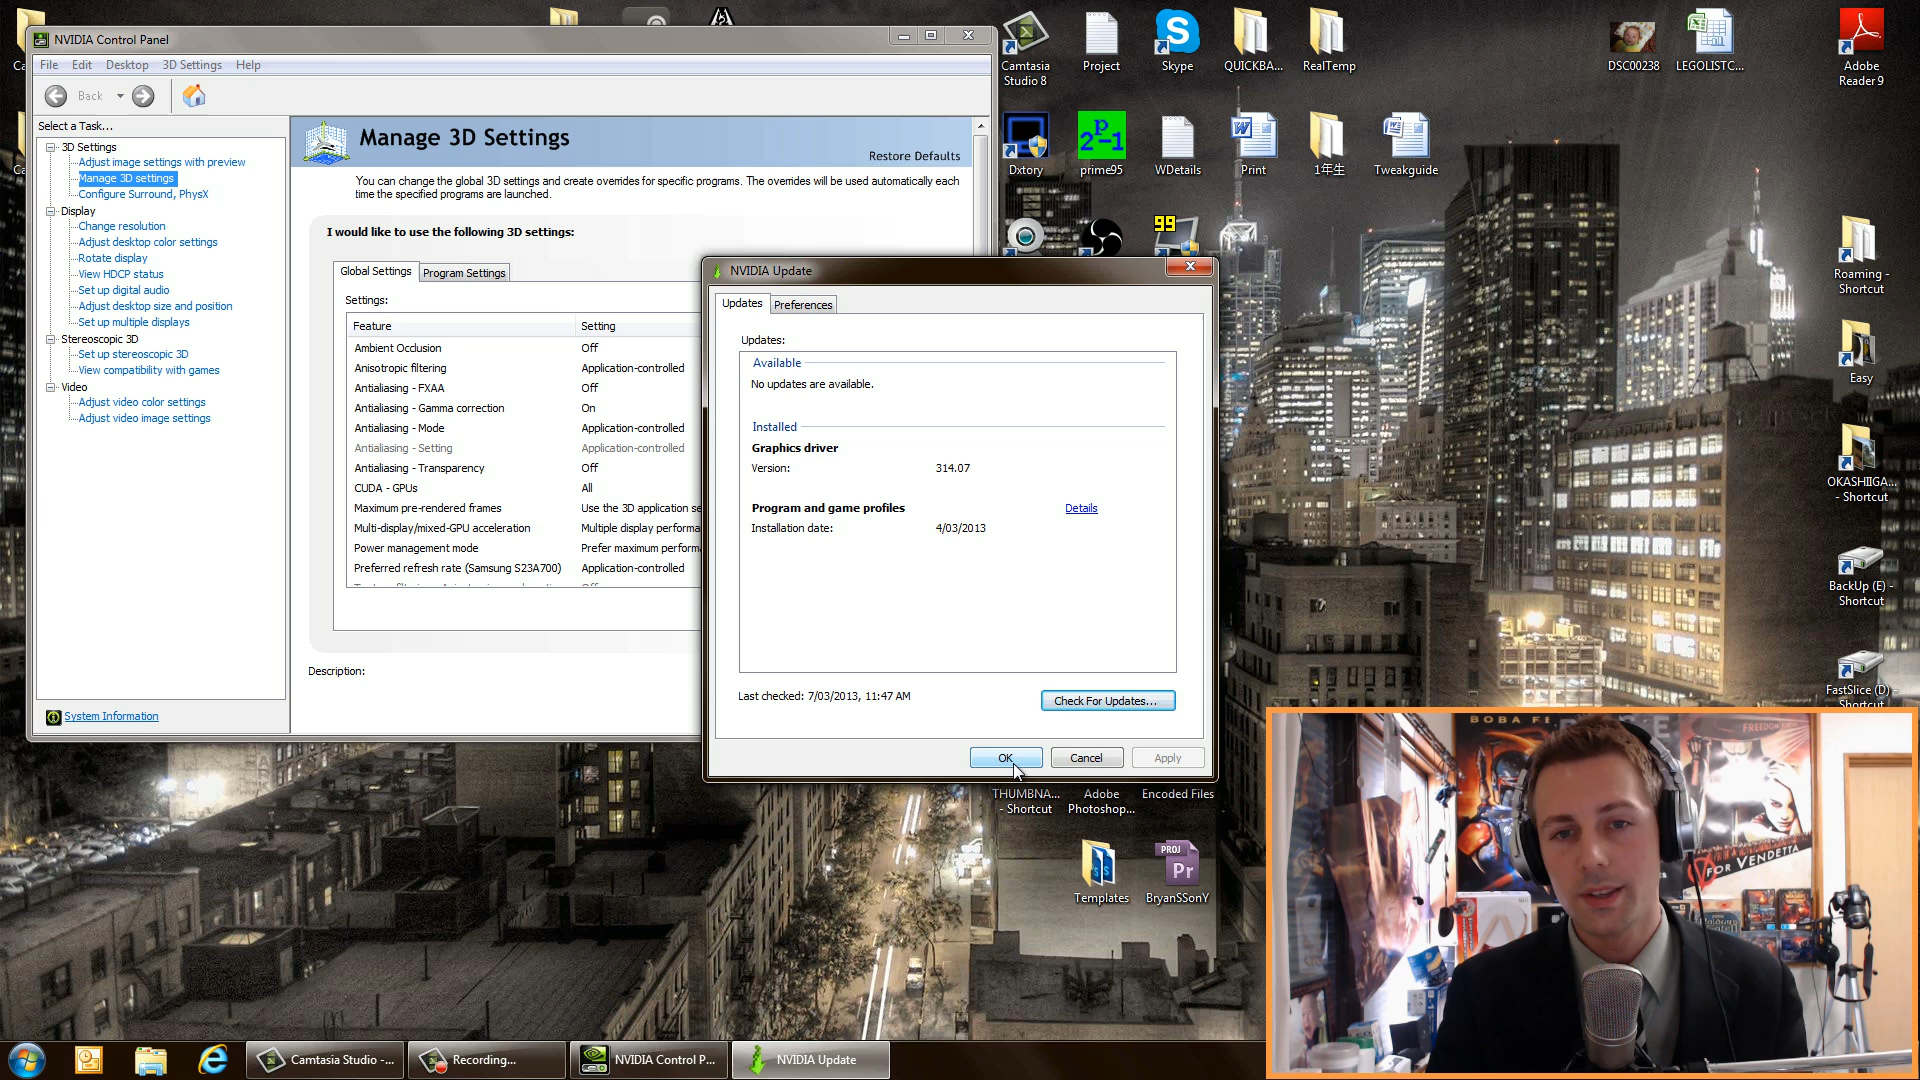 NVIDIA Control Panel
File Edit Desktop 3D Settings Help
Back
Select a Task...
3D Settings
Adjust image settings with preview
Manage 3D settings
Configure Surround, PhysX
Display
Change resolution
Adjust desktop color settings
Rotate display
View HDCP status
Set up digital audio
Adjust desktop size and position
Set up multiple displays
Stereoscopic 3D
Set up stereoscopic 3D
View compatibility with games
Video
Adjust video color settings
Adjust video image settings
System Information
Manage 3D Settings
Restore Defaults
You can change the global 3D settings and create overrides for specific programs. The overrides will be used automatically each
time the specified programs are launched.
I would like to use the following 3D settings:
Global Settings Program Settings
Settings:
Feature Setting
Ambient Occlusion Off
Anisotropic filtering Application-controlled
Antialiasing - FXAA Off
Antialiasing - Gamma correction On
Antialiasing - Mode Application-controlled
Antialiasing - Setting Application-controlled
Antialiasing - Transparency Off
CUDA - GPUs All
Maximum pre-rendered frames Use the 3D application se
Multi-display/mixed-GPU acceleration Multiple display performa
Power management mode Prefer maximum perform
Preferred refresh rate (Samsung S23A700) Application-controlled
Description:
NVIDIA Update
Updates Preferences
Updates:
Available
No updates are available.
Installed
Graphics driver
Version: 314.07
Program and game profiles Details
Installation date: 4/03/2013
Last checked: 7/03/2013, 11:47 AM
Check For Updates...
OK Cancel Apply
Camtasia
Studio 8
Project
Skype
QUICKBA...
RealTemp
DSC00238
LEGOLISTC...
Adobe
Reader 9
Dxtory
2p-1
prime95
WDetails
Print
1年生
Tweakguide
99
Roaming -
Shortcut
Easy
OKASHIIGA...
- Shortcut
BackUp (E) -
Shortcut
FastSlice (D) -
Shortcut
THUMBNA...
- Shortcut
Adobe
Photoshop...
Encoded Files
Templates
PROJ
Pr
BryanSSonY
BOBA FE
FREEDOM
FOR VENDETTA
Wii
Camtasia Studio -...
Recording...
NVIDIA Control P...
NVIDIA Update